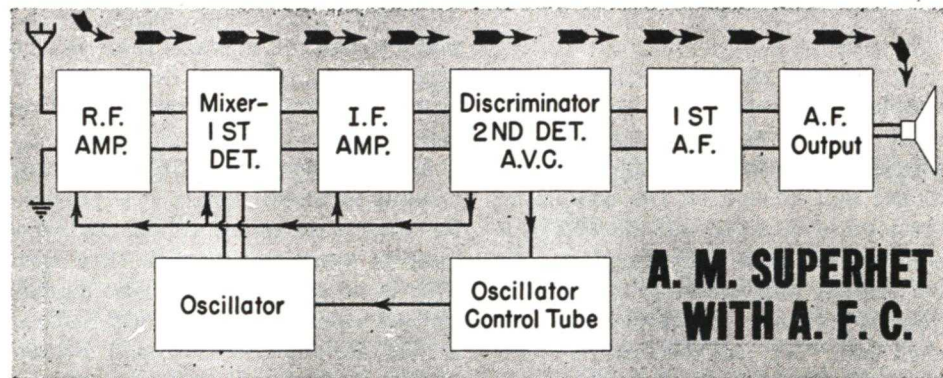 R.F.
AMP.
Mixer-
1 ST
DET.
I.F.
AMP.
Discriminator
2ND DET.
A.V.C.
1 ST
A.F.
A.F.
Output
Oscillator
Oscillator
Control Tube
A. M. SUPERHET
WITH A. F. C.